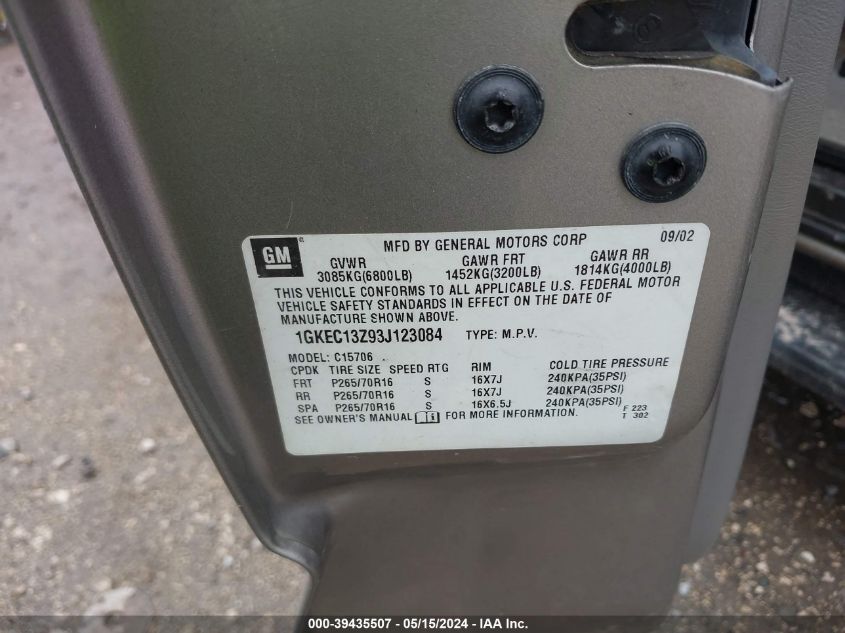 GM
MFD BY GENERAL MOTORS CORP 09/02
GVWR GAWR FRT GAWR RR
3085KG(6800LB) 1452KG(3200LB) 1814KG(4000LB)
THIS VEHICLE CONFORMS TO ALL APPLICABLE U.S. FEDERAL MOTOR
VEHICLE SAFETY STANDARDS IN EFFECT ON THE DATE OF
MANUFACTURE SHOWN ABOVE.
1GKEC13Z93J123084 TYPE: M.P.V.
MODEL: C15706
CPDK TIRE SIZE SPEED RTG RIM COLD TIRE PRESSURE
FRT P265/70R16 S 16X7J 240KPA(35PSI)
RR P265/70R16 S 16X7J 240KPA(35PSI)
SPA P265/70R16 S 16X6.5J 240KPA(35PSI)
SEE OWNER'S MANUAL FOR MORE INFORMATION.
F 223
T 302
000-39435507 / 05/15/2024 - IAA Inc.